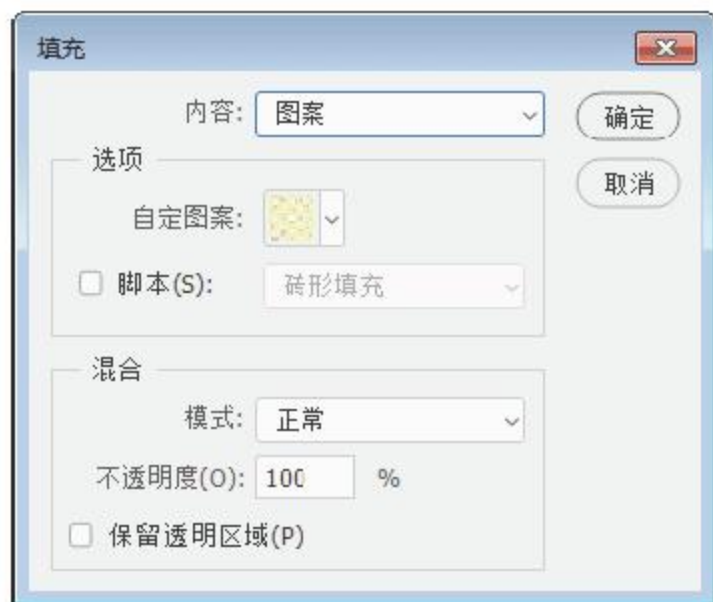 填充
内容: 图案 确定
选项
取消
自定图案:
脚本(S): 砖形填充
混合
模式: 正常
不透明度(O): 100 %
保留透明区域(P)